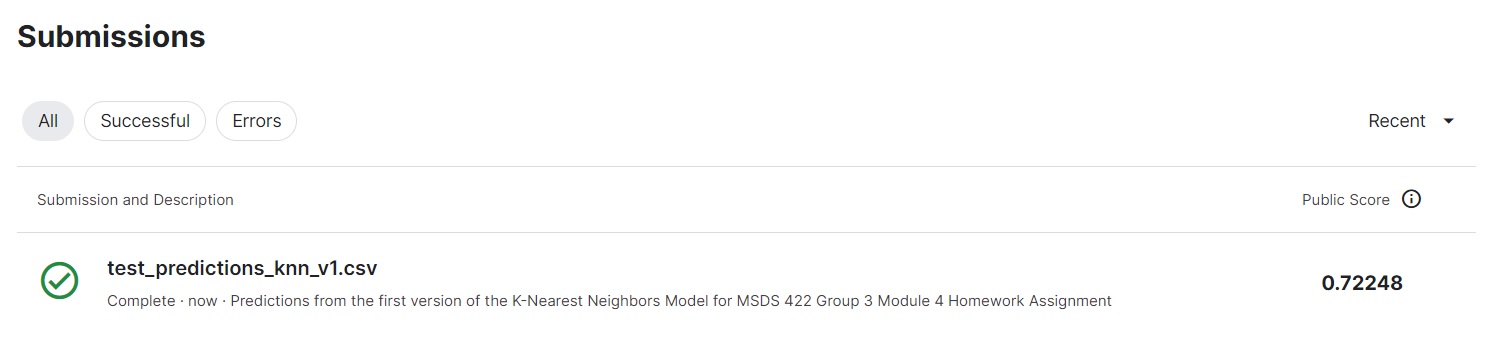 Submissions
All Successful Errors Recent
Submission and Description Public Score
test_predictions_knn_v1.csv
Complete · now · Predictions from the first version of the K-Nearest Neighbors Model for MSDS 422 Group 3 Module 4 Homework Assignment
0.72248